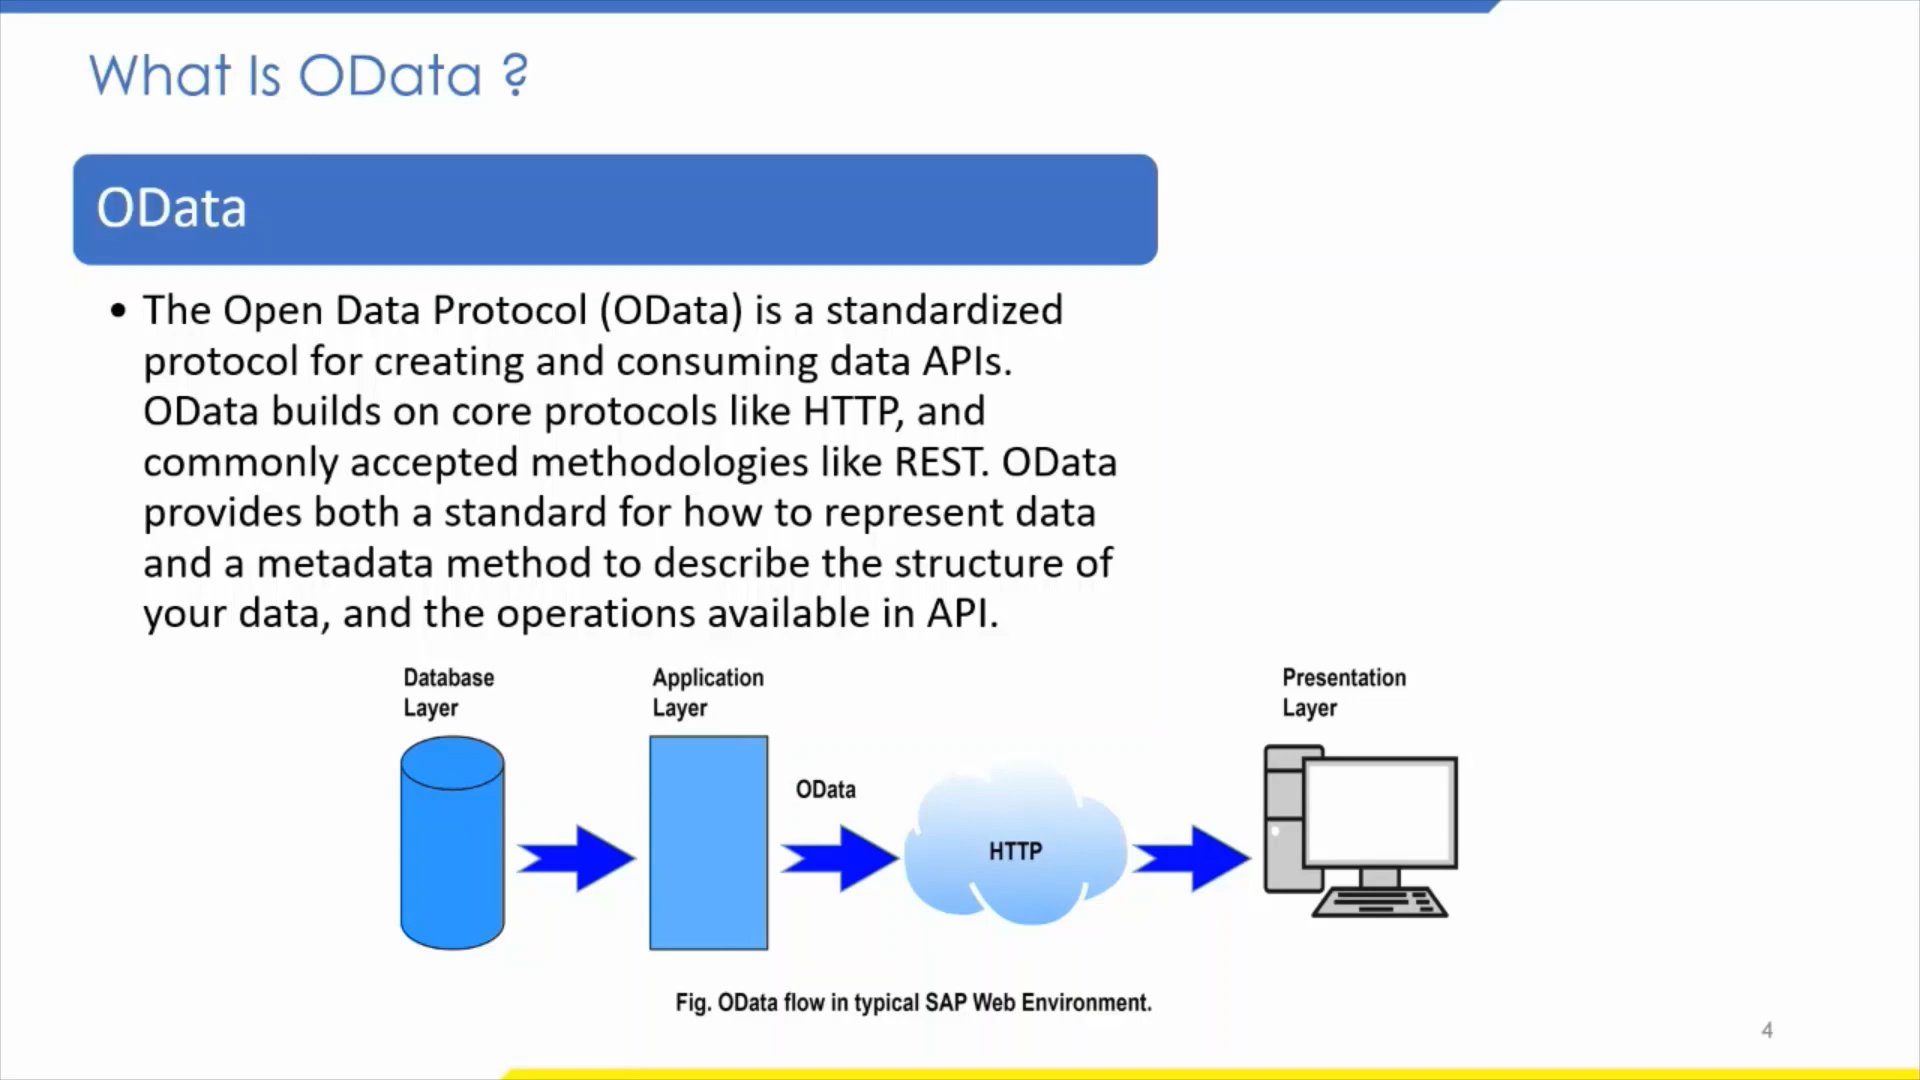 What Is OData ?
OData
• The Open Data Protocol (OData) is a standardized
protocol for creating and consuming data APIs.
OData builds on core protocols like HTTP, and
commonly accepted methodologies like REST. OData
provides both a standard for how to represent data
and a metadata method to describe the structure of
your data, and the operations available in API.
Database
Layer
Application
Layer
Presentation
Layer
OData
HTTP
Fig. OData flow in typical SAP Web Environment.
4